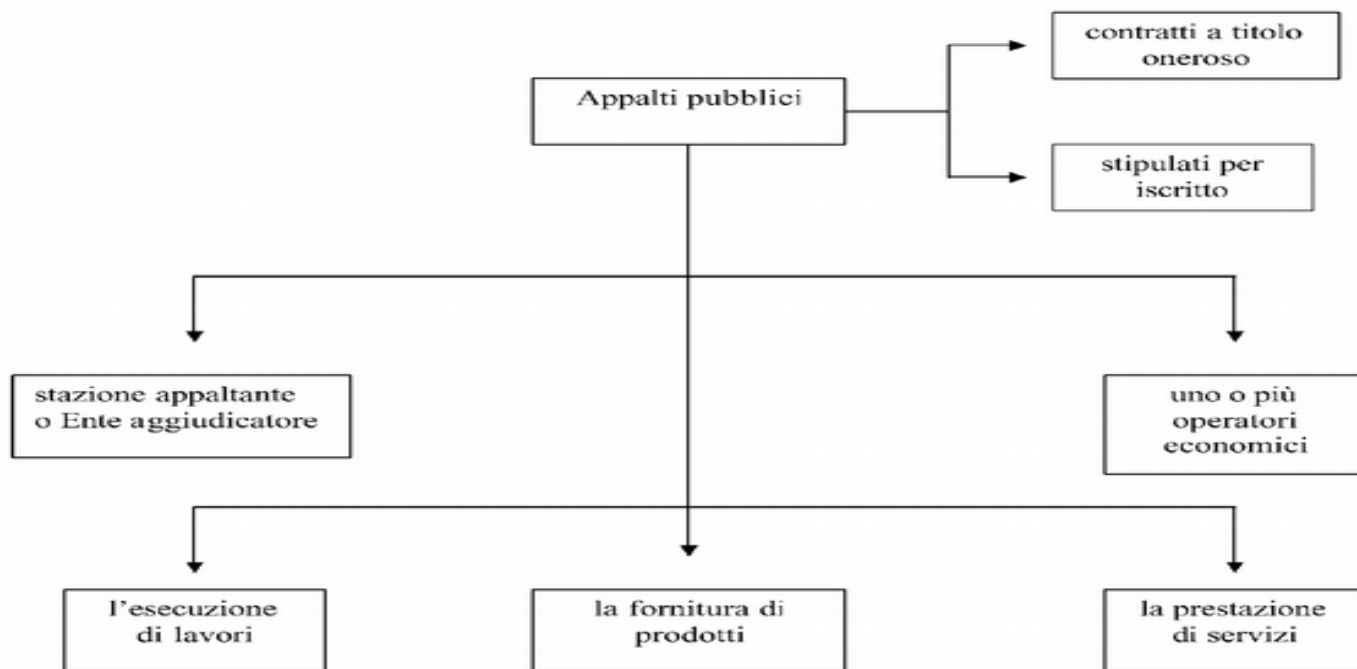 contratti a titolo
oneroso
Appalti pubblici
stipulati per
iscritto
stazione appaltante
o Ente aggiudicatore
uno o più
operatori
economici
l'esecuzione
di lavori
la fornitura di
prodotti
la prestazione
di servizi